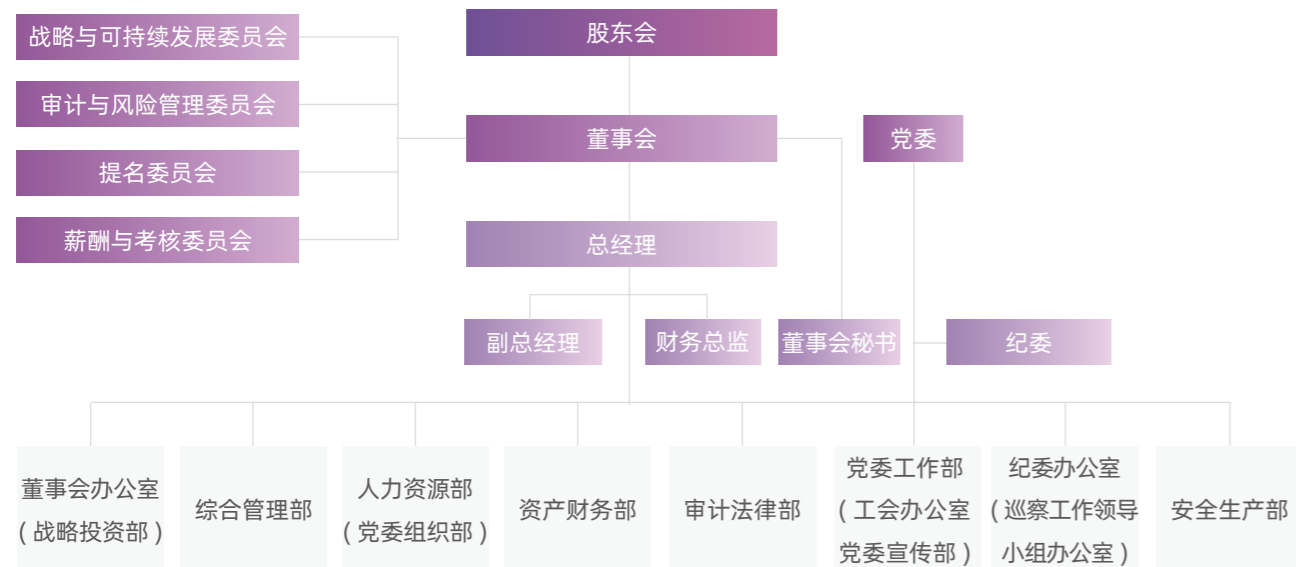 战略与可持续发展委员会
审计与风险管理委员会
提名委员会
薪酬与考核委员会
股东会
董事会
党委
总经理
副总经理
财务总监
董事会秘书
纪委
董事会办公室
(战略投资部)
综合管理部
人力资源部
(党委组织部)
资产财务部
审计法律部
党委工作部
(工会办公室
党委宣传部)
纪委办公室
(巡察工作领导
小组办公室)
安全生产部